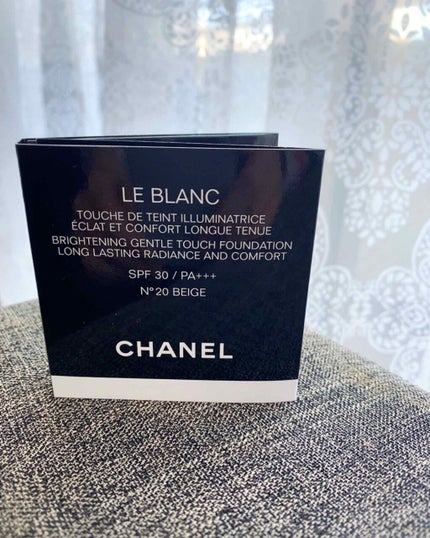 LE BLANC
TOUCHE DE TEINT ILLUMINATRICE
ÉCLAT ET CONFORT LONGUE TENUE
BRIGHTENING GENTLE TOUCH FOUNDATION
LONG LASTING RADIANCE AND COMFORT
SPF 30 / PA+++
N°20 BEIGE
CHANEL